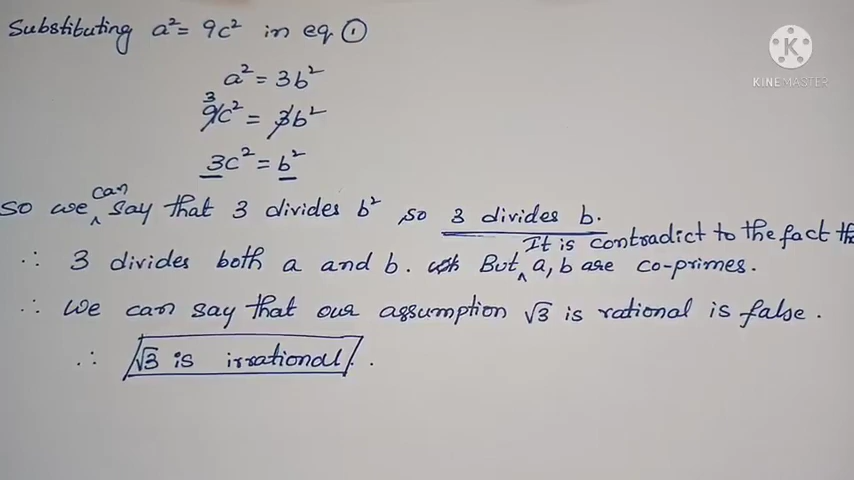 Substituting a² = 9c² in eq ①
a² = 3b²
3
9c² = 3b²
3c² = b²
So we can say that 3 divides b², so 3 divides b.
It is contradict to the fact
∴ 3 divides both a and b. But a, b are co-primes.
∴ we can say that our assumption √3 is rational is false.
∴ √3 is irrational.
K
KINEMASTER